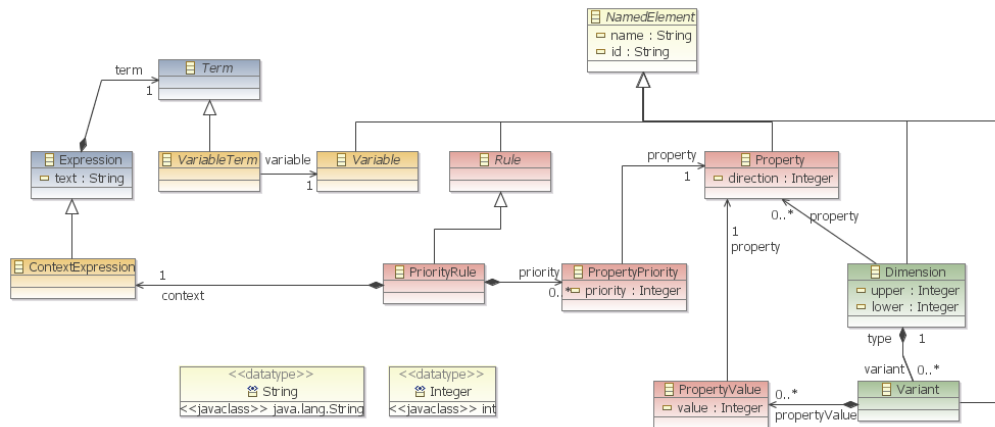 NamedElement
name : String
id : String
term
1
Term
Expression
text : String
VariableTerm
variable
1
Variable
Rule
property
1
Property
direction : Integer
0..*
property
1
property
ContextExpression
1
context
PriorityRule
priority
0..*
PropertyPriority
priority : Integer
Dimension
upper : Integer
lower : Integer
type
1
variant
0..*
<<datatype>>
String
<<javaclass>> java.lang.String
<<datatype>>
Integer
<<javaclass>> int
PropertyValue
value : Integer
0..*
propertyValue
Variant